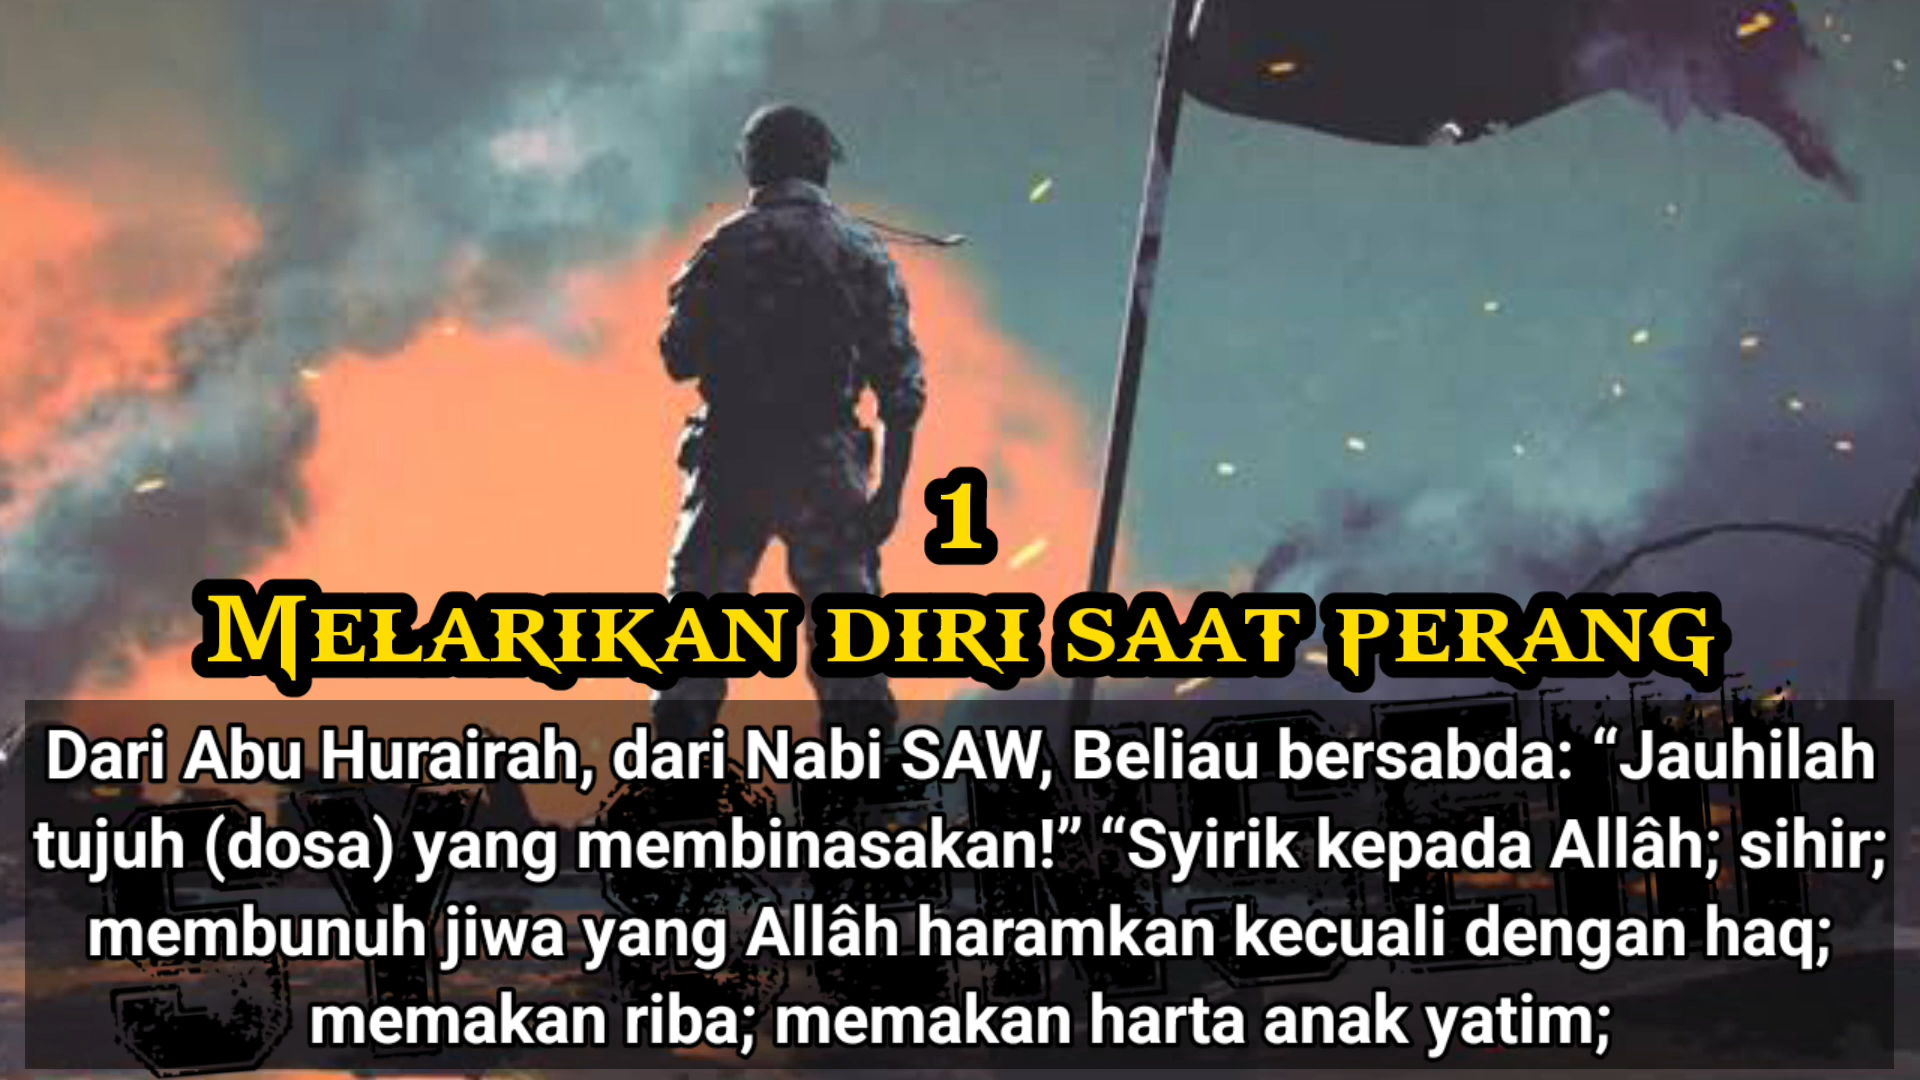 1
Melarikan diri saat perang
Dari Abu Hurairah, dari Nabi SAW, Beliau bersabda: “Jauhilah
tujuh (dosa) yang membinasakan!” “Syirik kepada Allâh; sihir;
membunuh jiwa yang Allâh haramkan kecuali dengan haq;
memakan riba; memakan harta anak yatim;